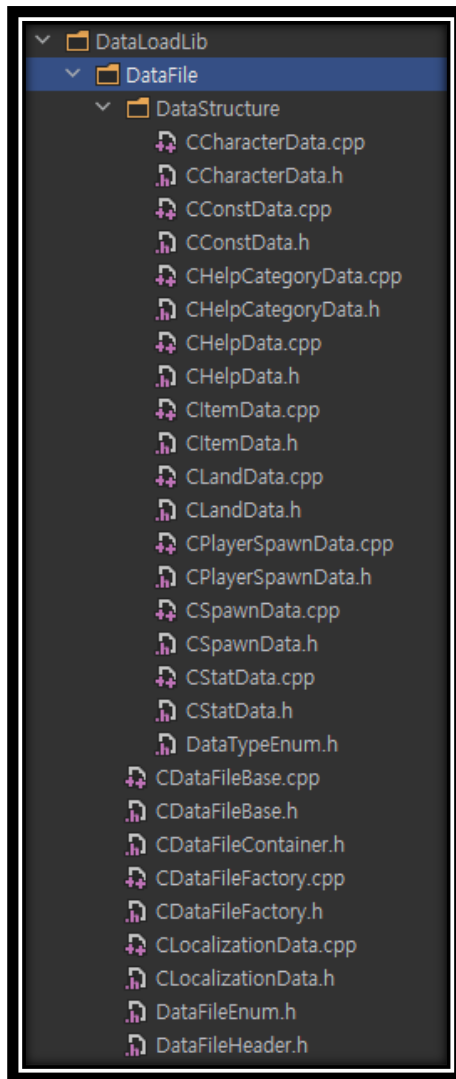 DataLoadLib
DataFile
DataStructure
CCharacterData.cpp
CCharacterData.h
CConstData.cpp
CConstData.h
CHelpCategoryData.cpp
CHelpCategoryData.h
CHelpData.cpp
CHelpData.h
CItemData.cpp
CItemData.h
CLandData.cpp
CLandData.h
CPlayerSpawnData.cpp
CPlayerSpawnData.h
CSpawnData.cpp
CSpawnData.h
CStatData.cpp
CStatData.h
DataTypeEnum.h
CDataFileBase.cpp
CDataFileBase.h
CDataFileContainer.h
CDataFileFactory.cpp
CDataFileFactory.h
CLocalizationData.cpp
CLocalizationData.h
DataFileEnum.h
DataFileHeader.h